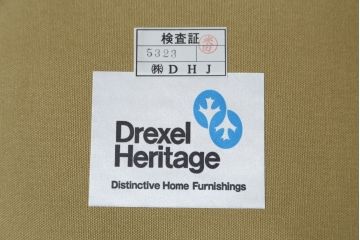 検査証
5323
㈱ D H J
Drexel
Heritage
Distinctive Home Furnishings